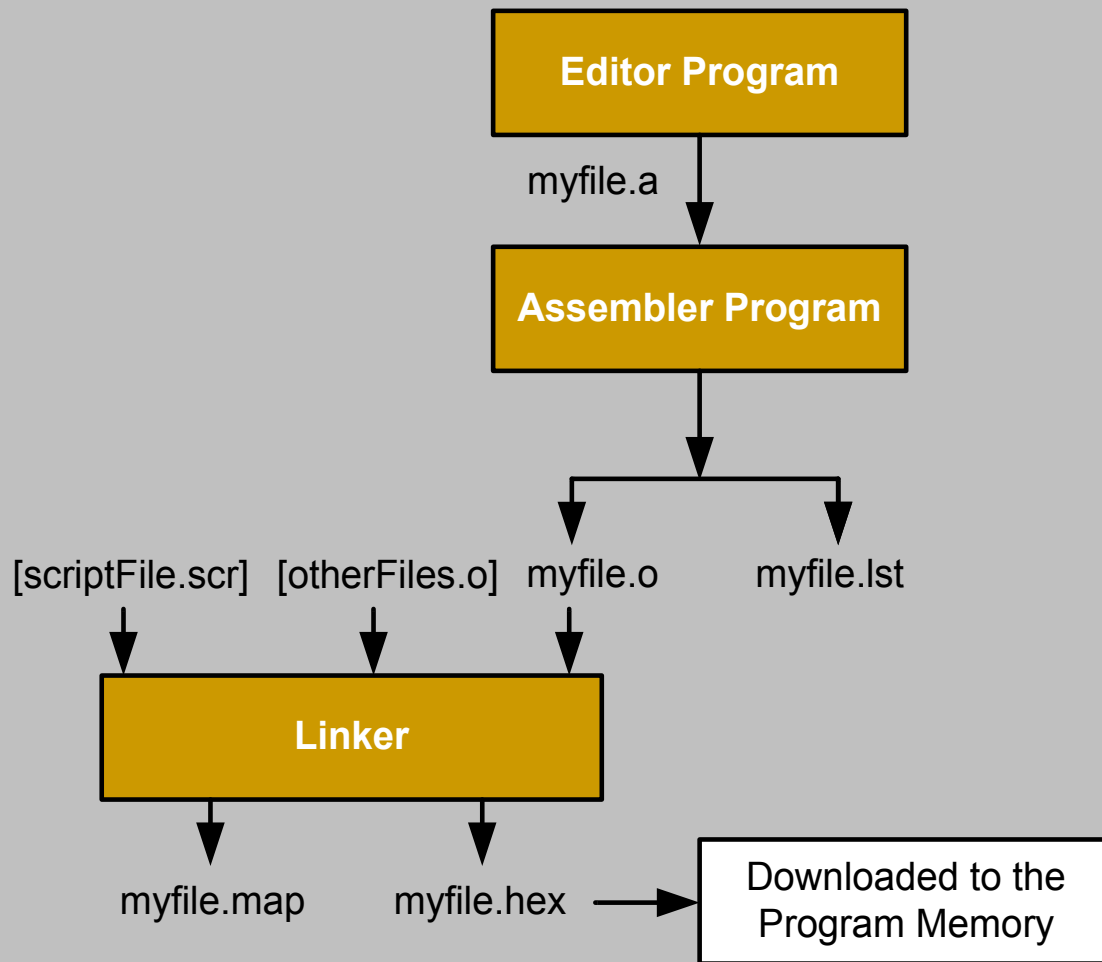 Editor Program
myfile.a
Assembler Program
[scriptFile.scr] [otherFiles.o] myfile.o myfile.lst
Linker
myfile.map myfile.hex
Downloaded to the
Program Memory